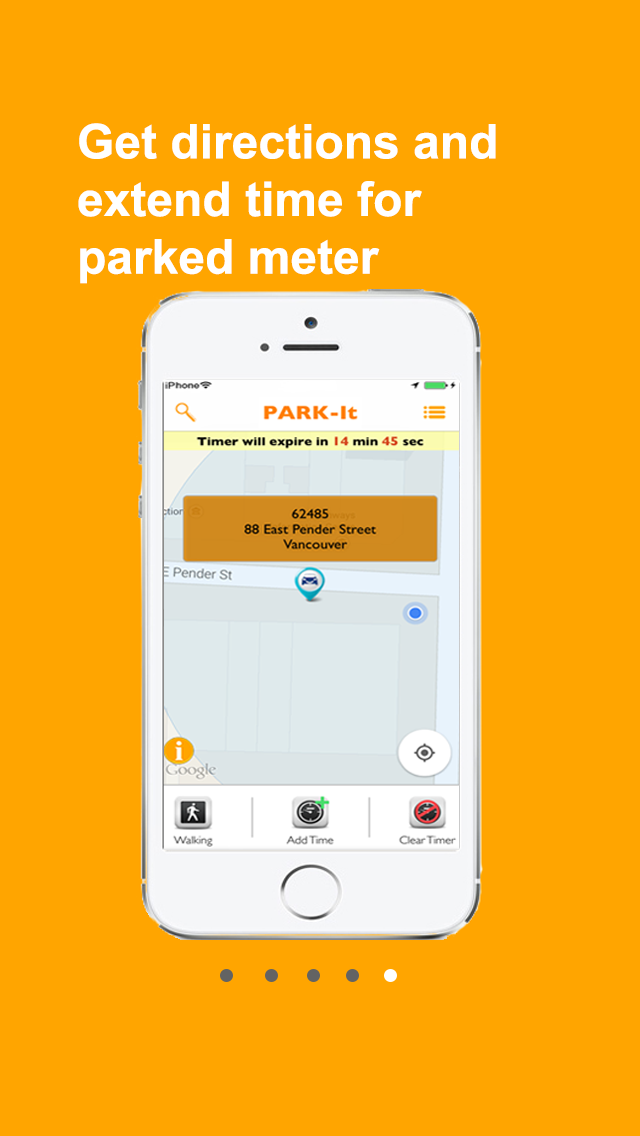 Get directions and
extend time for
parked meter
iPhone
PARK-It
Timer will expire in 14 min 45 sec
ction
62485
88 East Pender Street
Vancouver
E Pender St
i
Google
Walking
Add Time
Clear Timer